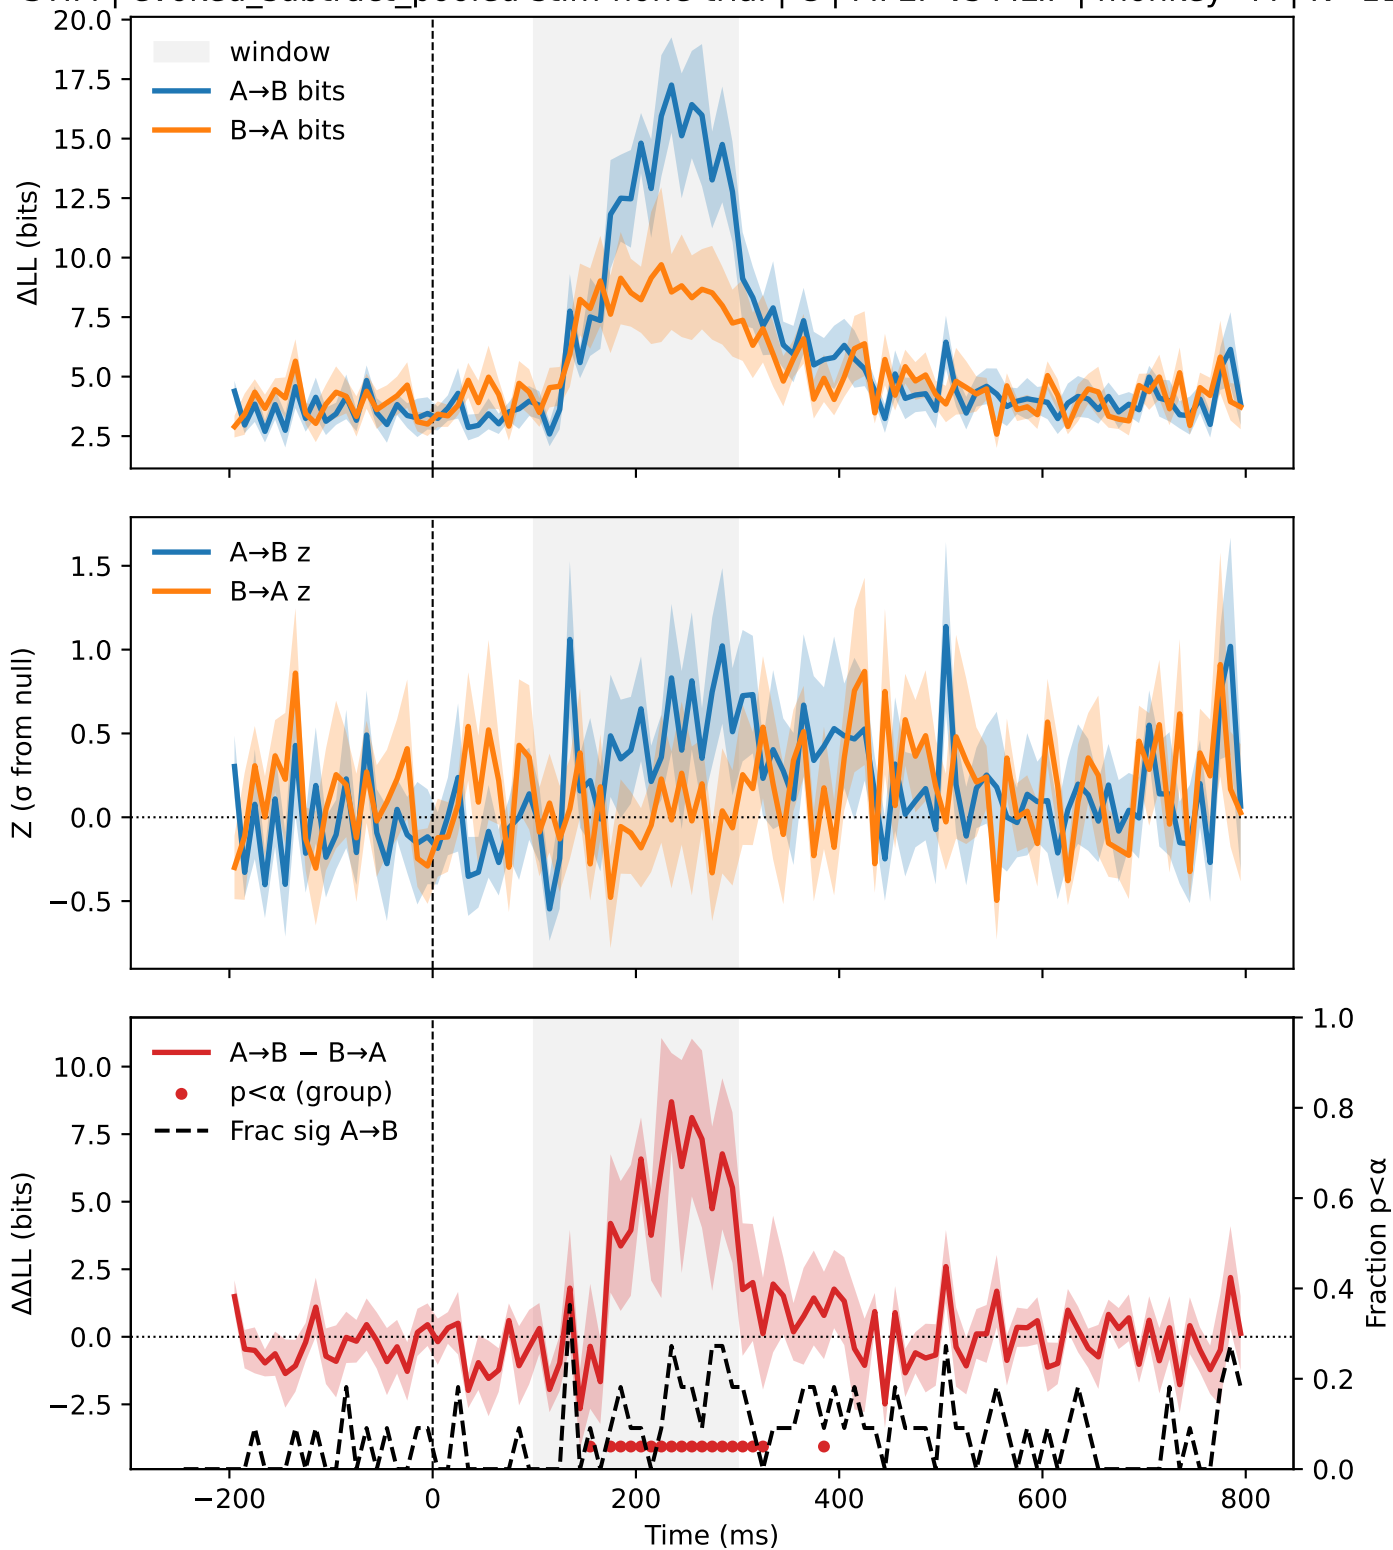 20.0
17.5
15.0
12.5
10.0
7.5
5.0
2.5
ΔLL (bits)
window
A→B bits
B→A bits
1.5
1.0
0.5
0.0
−0.5
Z (σ from null)
A→B z
B→A z
10.0
7.5
5.0
2.5
0.0
−2.5
ΔΔLL (bits)
A→B − B→A
p<α (group)
Frac sig A→B
1.0
0.8
0.6
0.4
0.2
0.0
Fraction p<α
−200
0
200
400
600
800
Time (ms)